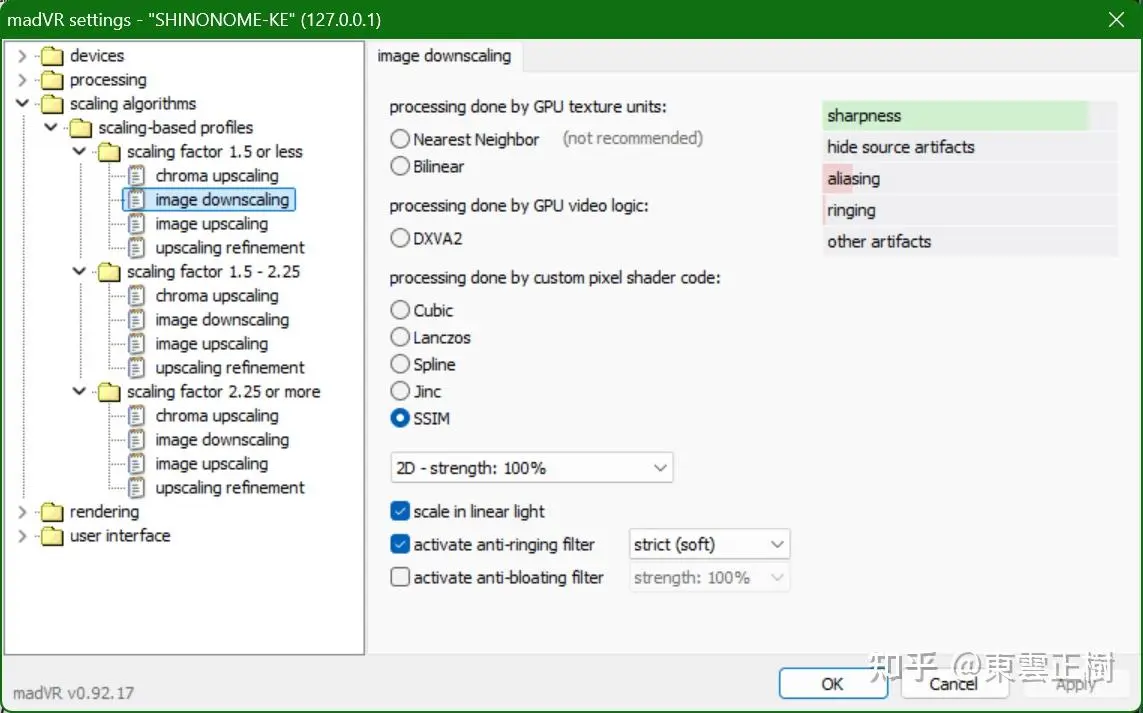 madVR settings - "SHINONOME-KE" (127.0.0.1)
devices
processing
scaling algorithms
scaling-based profiles
scaling factor 1.5 or less
chroma upscaling
image downscaling
image upscaling
upscaling refinement
scaling factor 1.5 - 2.25
chroma upscaling
image downscaling
image upscaling
upscaling refinement
scaling factor 2.25 or more
chroma upscaling
image downscaling
image upscaling
upscaling refinement
rendering
user interface
image downscaling
processing done by GPU texture units:
Nearest Neighbor (not recommended)
Bilinear
processing done by GPU video logic:
DXVA2
processing done by custom pixel shader code:
Cubic
Lanczos
Spline
Jinc
SSIM
2D - strength: 100%
scale in linear light
activate anti-ringing filter strict (soft)
activate anti-bloating filter strength: 100%
sharpness
hide source artifacts
aliasing
ringing
other artifacts
知乎 @東雲正樹
madVR v0.92.17
OK Cancel Apply